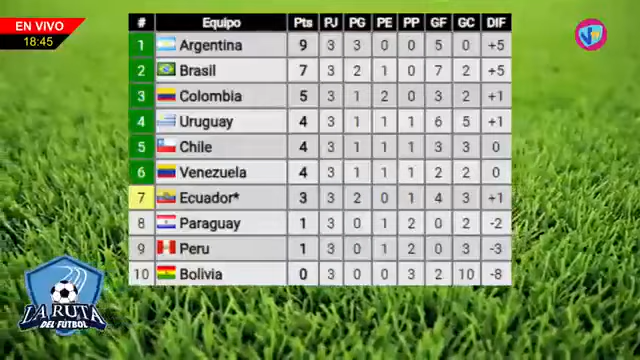 EN VIVO
18:45
# Equipo Pts PJ PG PE PP GF GC DIF
1 Argentina 9 3 3 0 0 5 0 +5
2 Brasil 7 3 2 1 0 7 2 +5
3 Colombia 5 3 1 2 0 3 2 +1
4 Uruguay 4 3 1 1 1 6 5 +1
5 Chile 4 3 1 1 1 3 3 0
6 Venezuela 4 3 1 1 1 2 2 0
7 Ecuador* 3 3 2 0 1 4 3 +1
8 Paraguay 1 3 0 1 2 0 2 -2
9 Peru 1 3 0 1 2 0 3 -3
10 Bolivia 0 3 0 0 3 2 10 -8
LA RUTA
DEL FÚTBOL